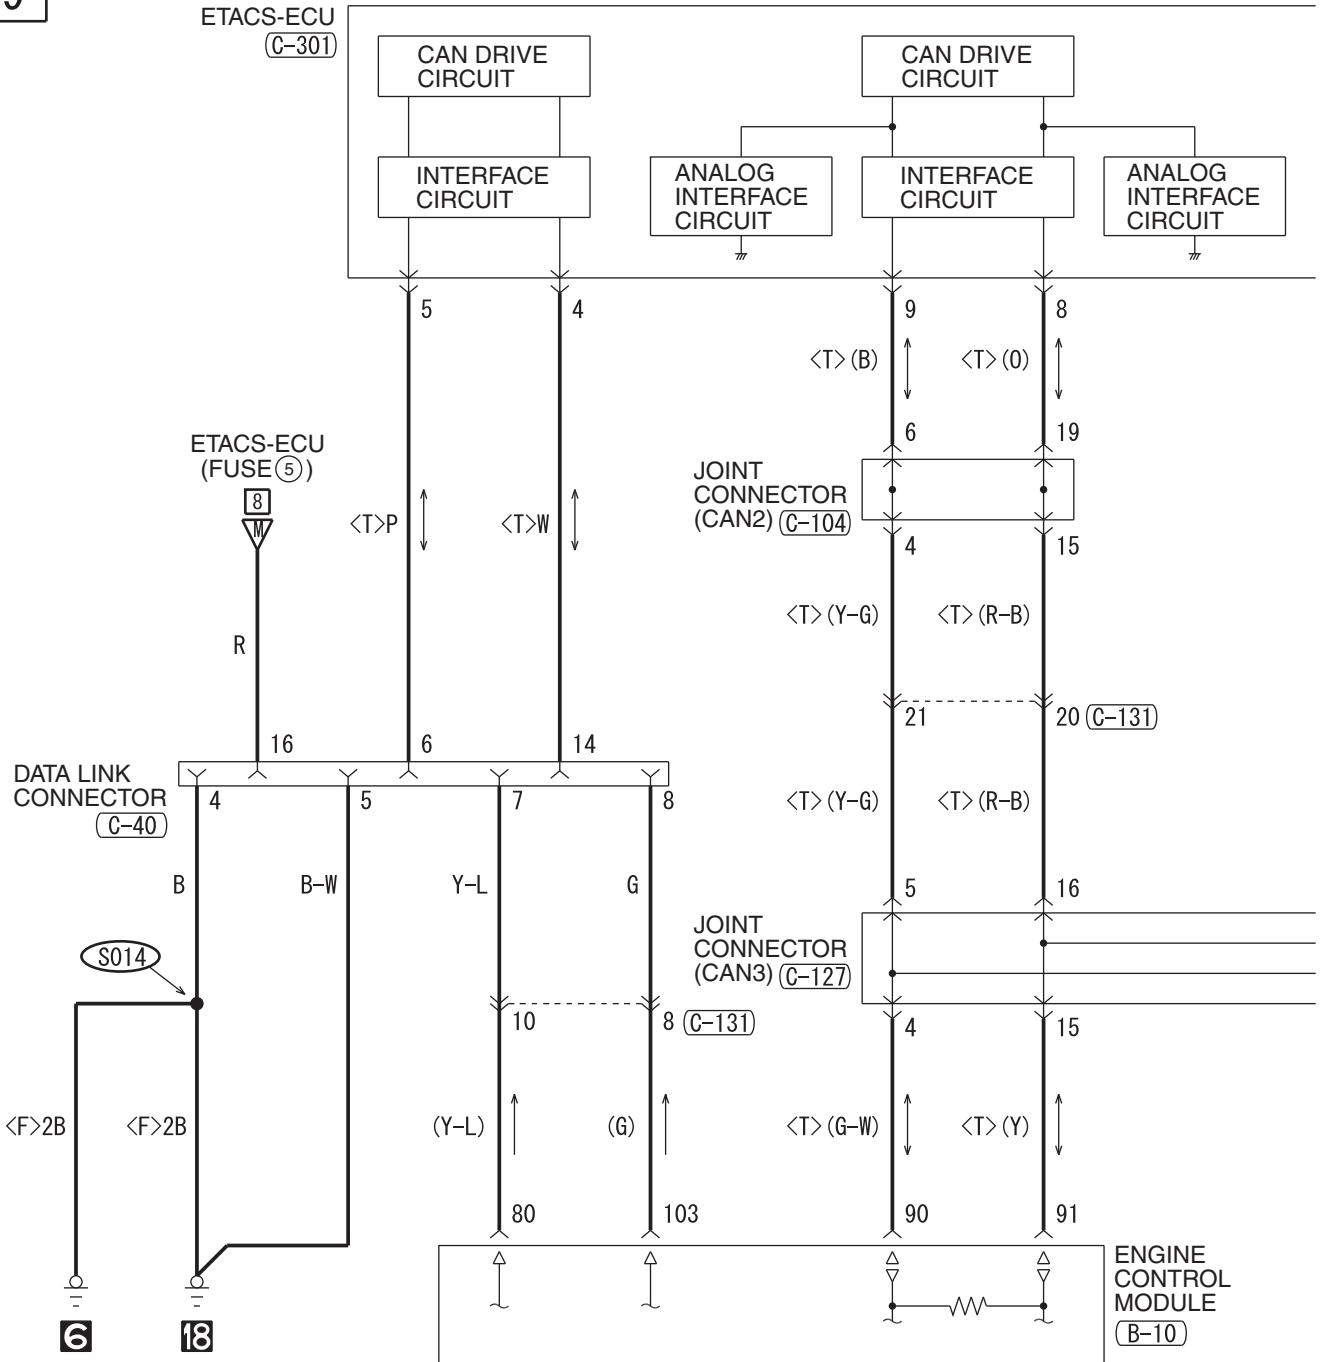 9
ETACS-ECU
(C-301)
CAN DRIVE
CIRCUIT
CAN DRIVE
CIRCUIT
INTERFACE
CIRCUIT
ANALOG
INTERFACE
CIRCUIT
INTERFACE
CIRCUIT
ANALOG
INTERFACE
CIRCUIT
5
4
9
8
<T>(B)
<T>(O)
6
19
ETACS-ECU
(FUSE⑤)
8
M
JOINT
CONNECTOR
(CAN2) (C-104)
<T>P
<T>W
4
15
<T>(Y-G)
<T>(R-B)
R
21
20 (C-131)
16
6
14
DATA LINK
CONNECTOR
(C-40)
4
5
7
8
<T>(Y-G)
<T>(R-B)
B
B-W
Y-L
G
5
16
S014
JOINT
CONNECTOR
(CAN3) (C-127)
10
8 (C-131)
4
15
<F>2B
<F>2B
(Y-L)
(G)
<T>(G-W)
<T>(Y)
80
103
90
91
ENGINE
CONTROL
MODULE
(B-10)
6
18